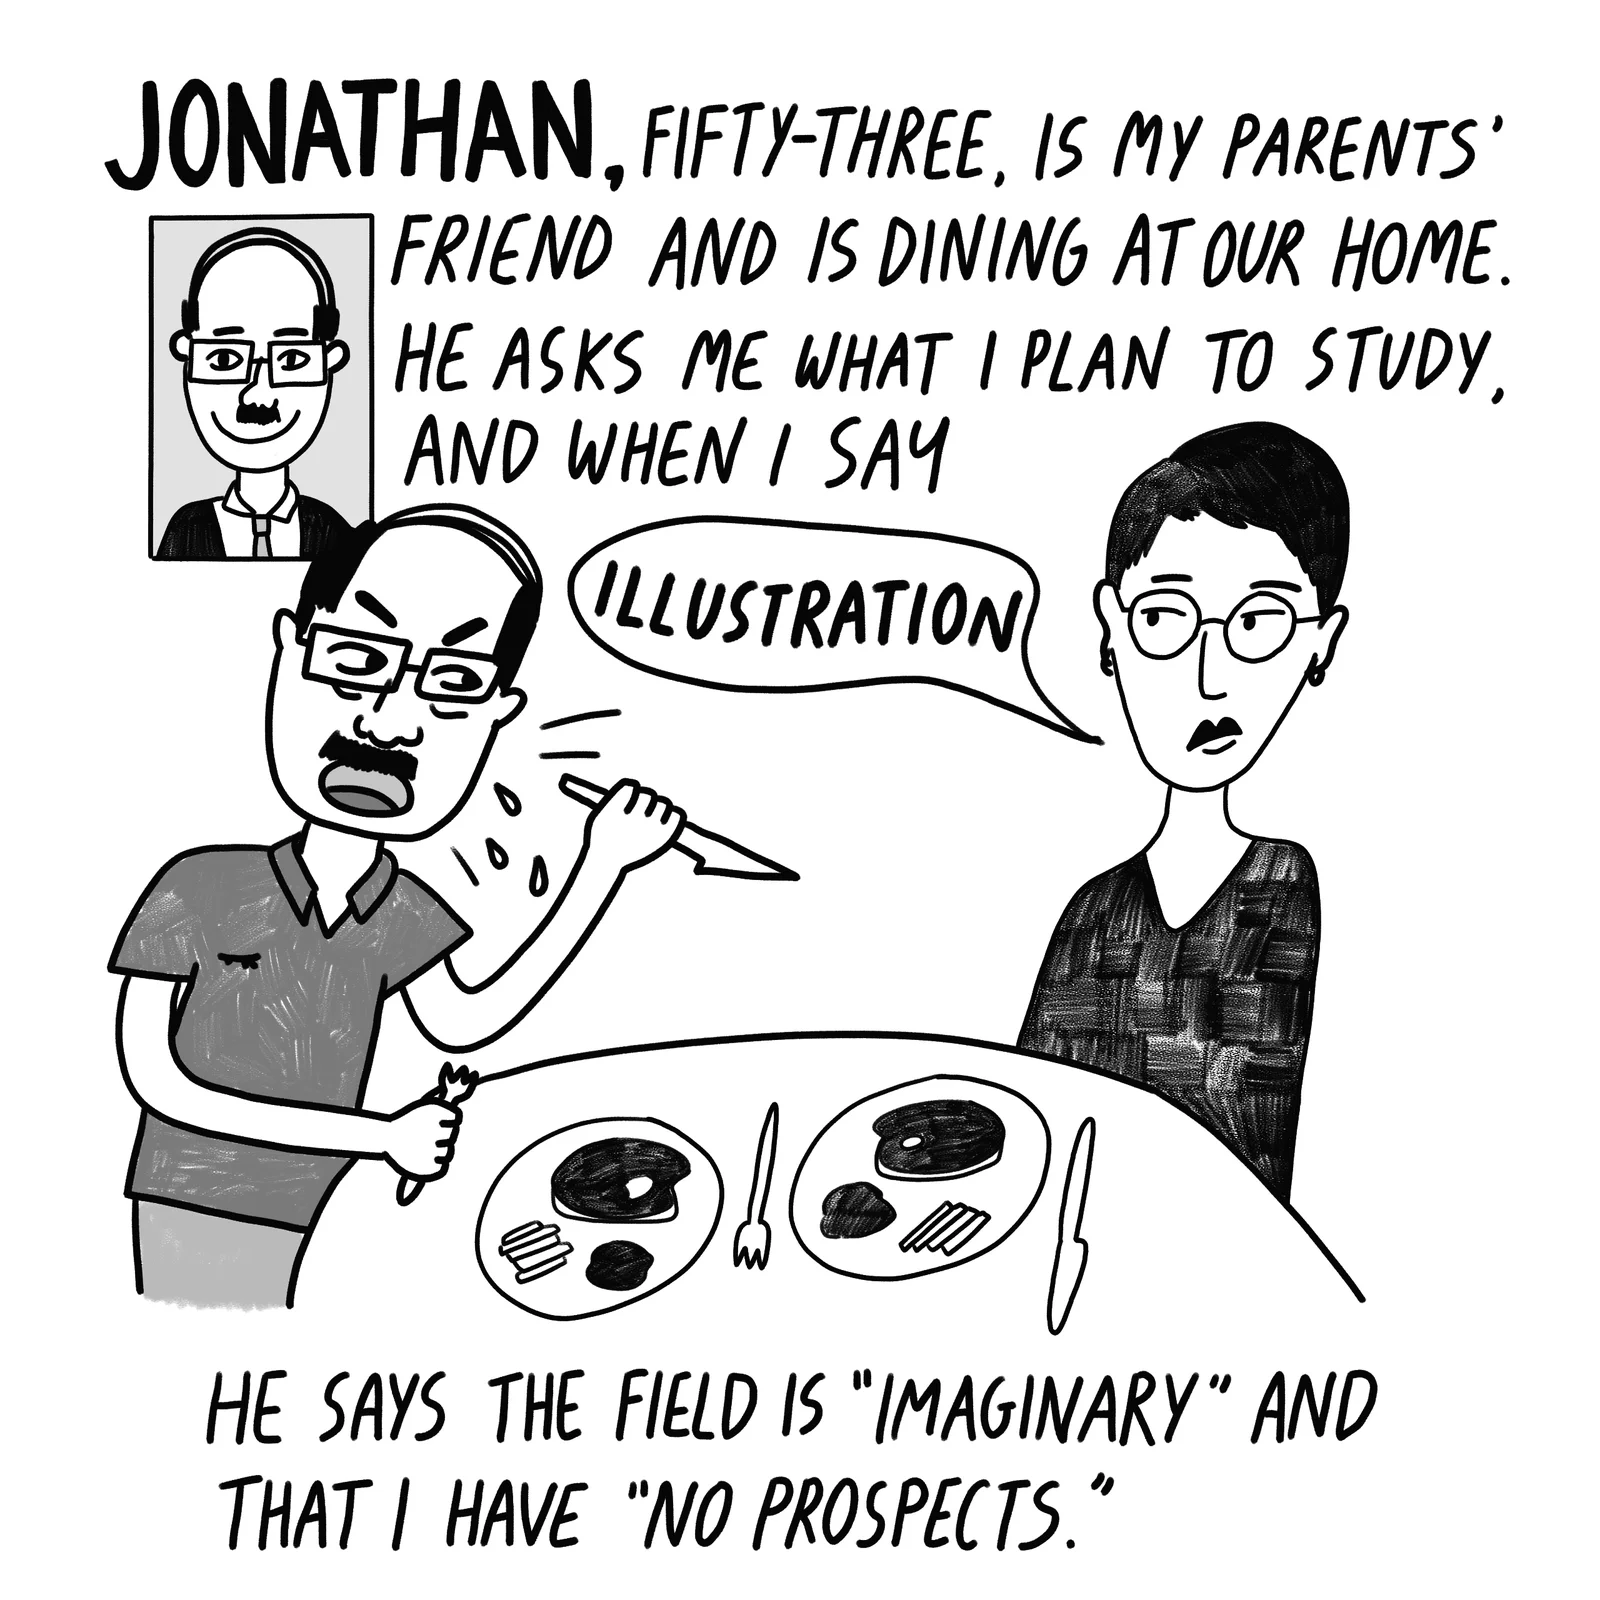 JONATHAN, FIFTY-THREE, IS MY PARENTS'
FRIEND AND IS DINING AT OUR HOME.
HE ASKS ME WHAT I PLAN TO STUDY,
AND WHEN I SAY
ILLUSTRATION
HE SAYS THE FIELD IS "IMAGINARY" AND
THAT I HAVE "NO PROSPECTS."